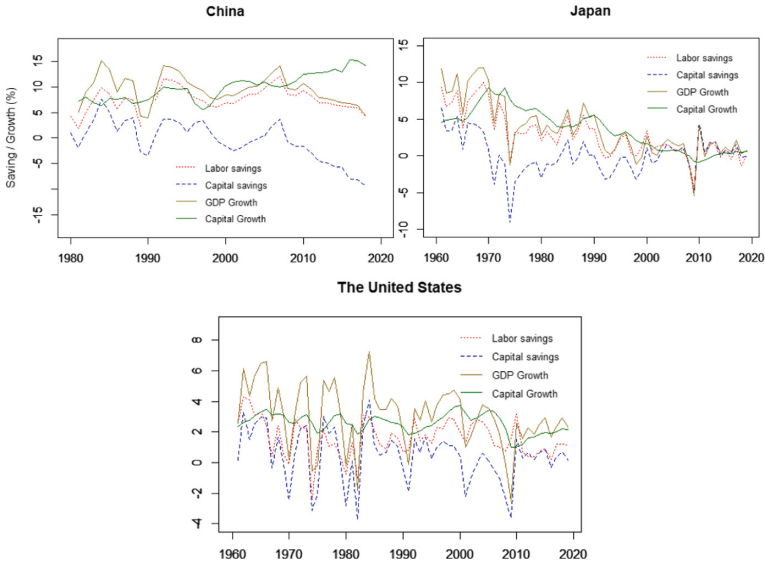 China
Saving / Growth (%)
15
10
5
0
-5
-15
Labor savings
Capital savings
GDP Growth
Capital Growth
1980 1990 2000 2010 2020
Japan
15
10
5
0
-5
-10
Labor savings
Capital savings
GDP Growth
Capital Growth
1960 1970 1980 1990 2000 2010 2020
The United States
8
6
4
2
0
-2
-4
Labor savings
Capital savings
GDP Growth
Capital Growth
1960 1970 1980 1990 2000 2010 2020